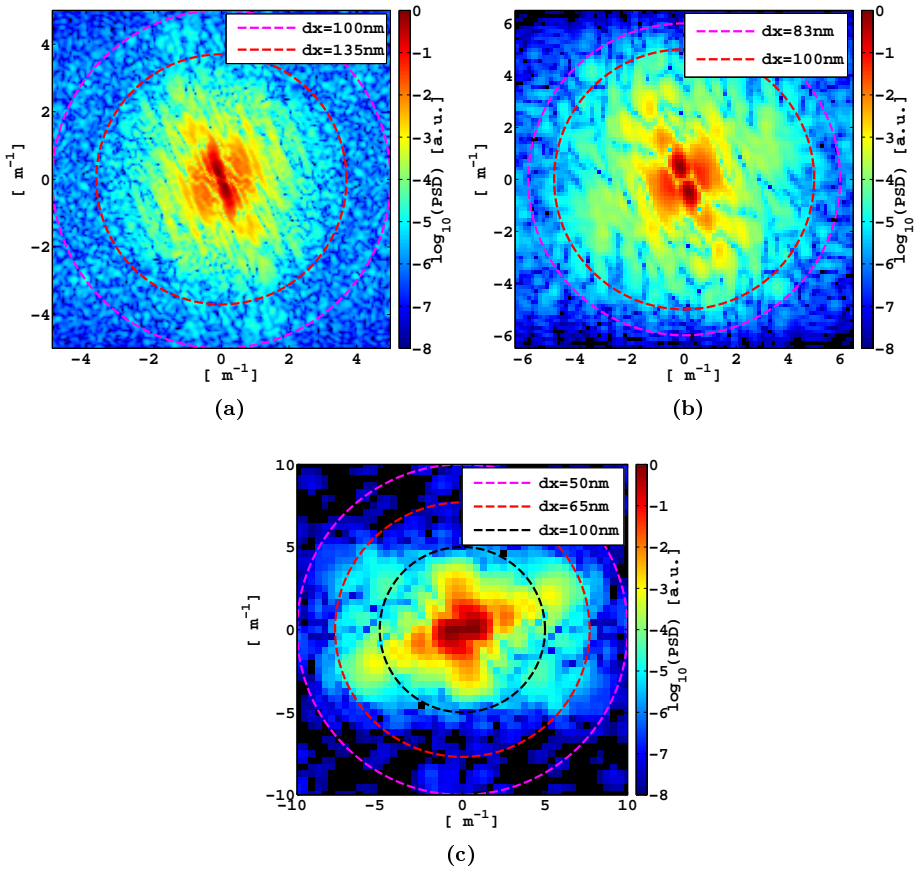 dx=100nm
dx=135nm
4
2
0
-2
-4
[ m⁻¹]
-4 -2 0 2 4
[ m⁻¹]
0
-1
-2
-3
-4
-5
-6
-7
-8
log₁₀(PSD) [a.u.]
(a)
dx=83nm
dx=100nm
6
4
2
0
-2
-4
-6
[ m⁻¹]
-6 -4 -2 0 2 4 6
[ m⁻¹]
0
-1
-2
-3
-4
-5
-6
-7
-8
log₁₀(PSD) [a.u.]
(b)
dx=50nm
dx=65nm
dx=100nm
10
5
0
-5
-10
[ m⁻¹]
-10 -5 0 5 10
[ m⁻¹]
0
-1
-2
-3
-4
-5
-6
-7
-8
log₁₀(PSD) [a.u.]
(c)